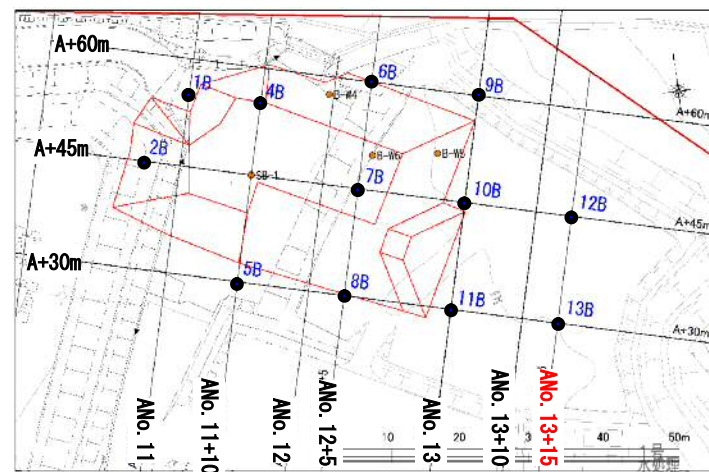 A+60m
6B
1B
4B
B-W4
9B
A+60m
A+45m
2B
B-W6
B-W5
SB-1
7B
10B
12B
A+45m
A+30m
5B
8B
11B
13B
A+30m
ANo. 11
ANo. 11+10
ANo. 12
ANo. 12+5
ANo. 13
ANo. 13+10
ANo. 13+15
10
20
30
40
50m